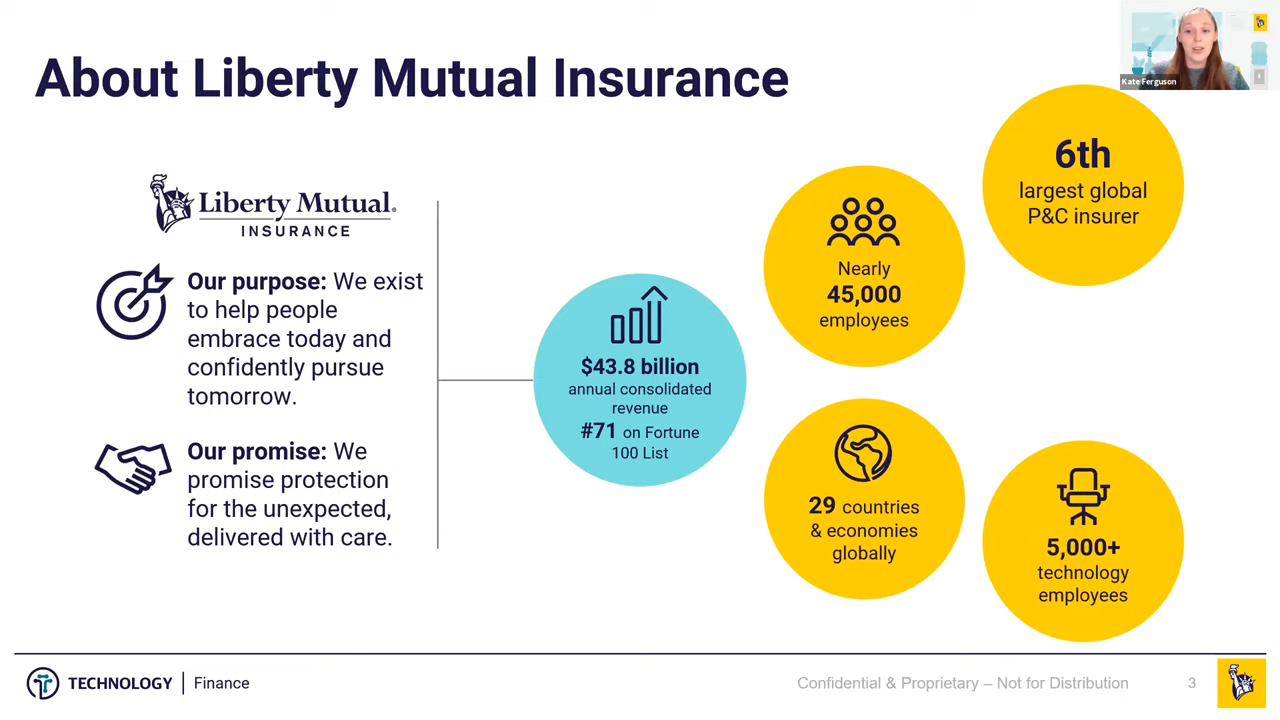 About Liberty Mutual Insurance
Kate Ferguson
Liberty Mutual.
INSURANCE
Our purpose: We exist
to help people
embrace today and
confidently pursue
tomorrow.
Our promise: We
promise protection
for the unexpected,
delivered with care.
$43.8 billion
annual consolidated
revenue
#71 on Fortune
100 List
Nearly
45,000
employees
6th
largest global
P&C insurer
29 countries
& economies
globally
5,000+
technology
employees
TECHNOLOGY | Finance
Confidential & Proprietary – Not for Distribution
3